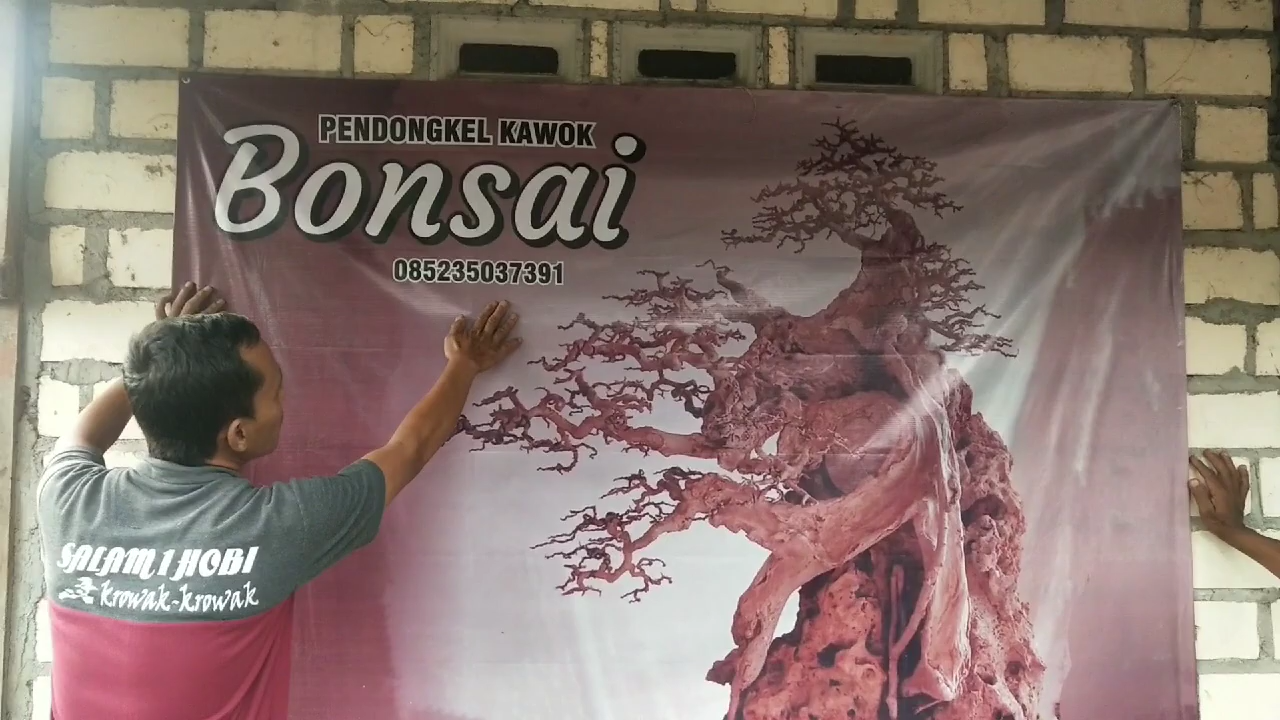 PENDONGKEL KAWOK
Bonsai
085235037391
SALAM 1 HOBI
krowak-krowak